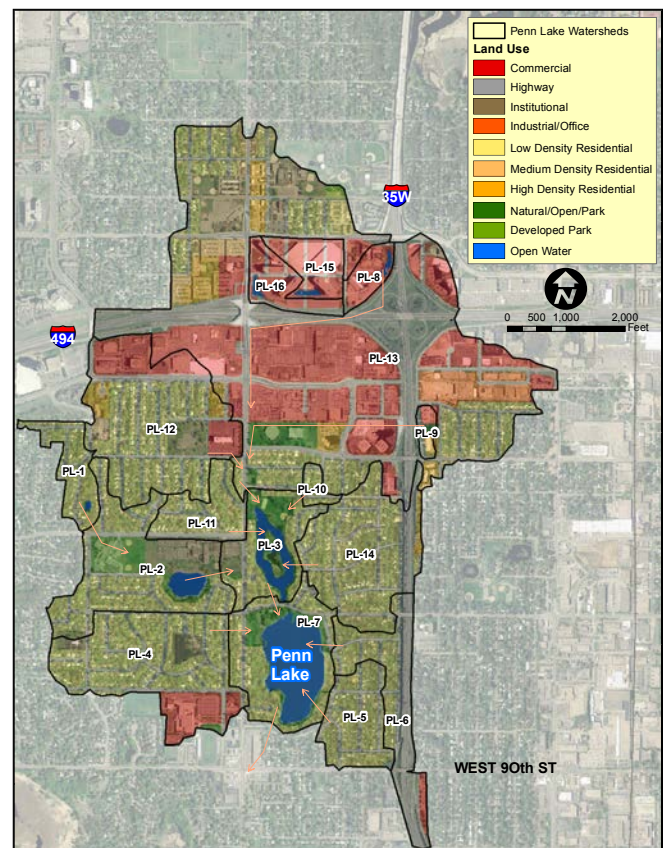 Penn Lake Watersheds
Land Use
Commercial
Highway
Institutional
Industrial/Office
Low Density Residential
Medium Density Residential
High Density Residential
Natural/Open/Park
Developed Park
Open Water
35W
N
0 500 1,000 2,000
Feet
494
PL-15
PL-16
PL-8
PL-13
PL-12
PL-9
PL-1
PL-10
PL-11
PL-3
PL-14
PL-2
PL-7
PL-4
Penn
Lake
PL-5
PL-6
WEST 90th ST